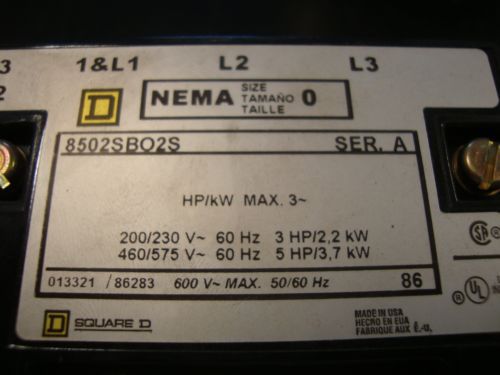 3 1&L1 L2 L3
2
D NEMA SIZE TAMAÑO TAILLE 0
8502SBO2S SER. A
HP/kW MAX. 3~
200/230 V~ 60 Hz 3 HP/2,2 kW
460/575 V~ 60 Hz 5 HP/3,7 kW
013321 / 86283 600 V~ MAX. 50/60 Hz 86
D SQUARE D
MADE IN USA
HECHO EN EUA
FABRIQUE AUX É.-U.
SA ®
® UL